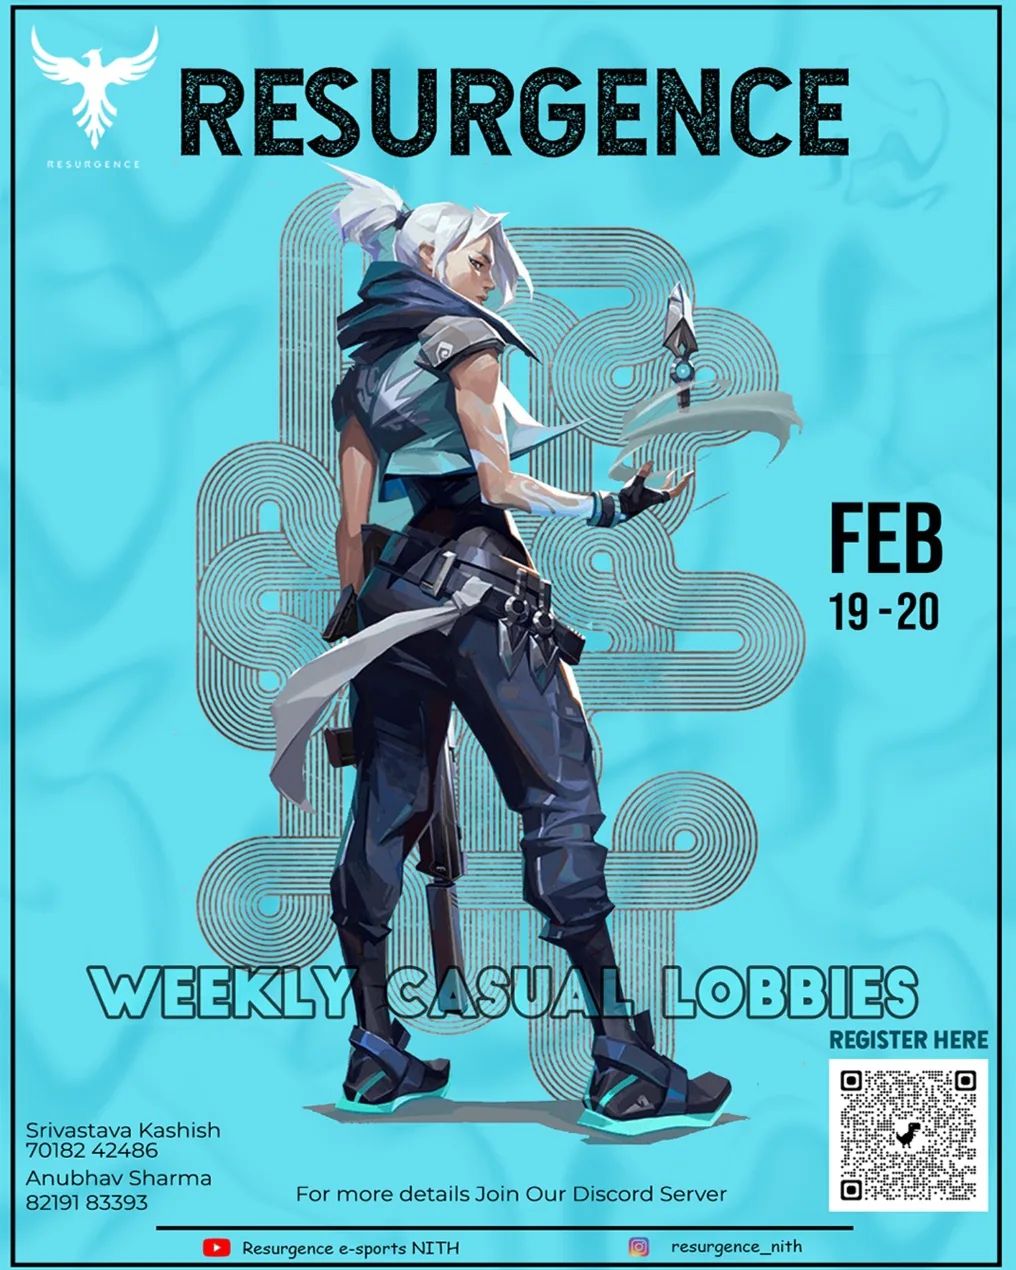 RESURGENCE
RESURGENCE
FEB
19 - 20
WEEKLY CASUAL LOBBIES
REGISTER HERE
Srivastava Kashish
70182 42486
Anubhav Sharma
82191 83393
For more details Join Our Discord Server
Resurgence e-sports NITH
resurgence_nith